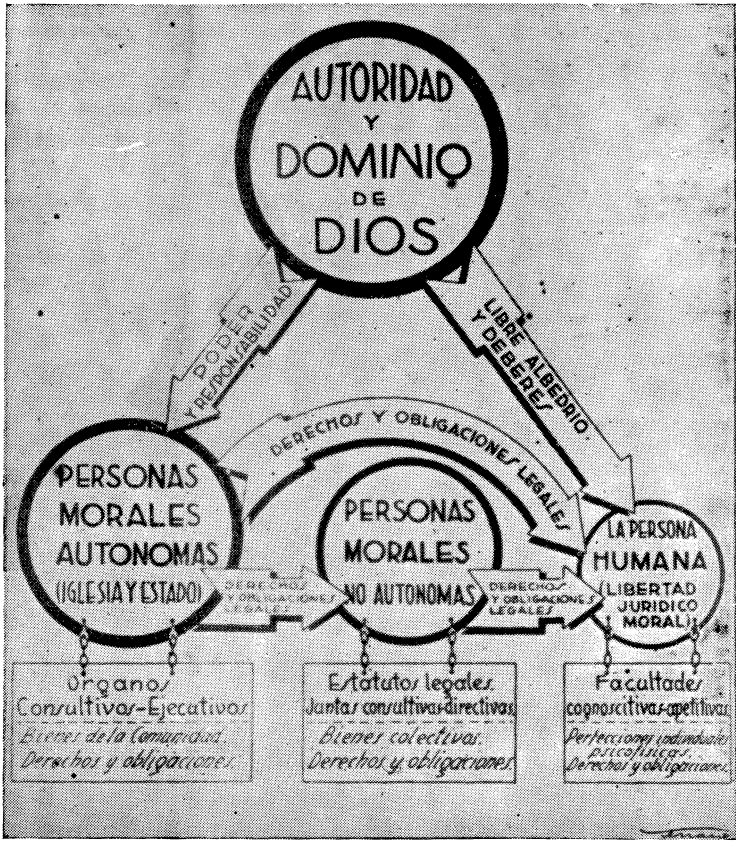 AUTORIDAD
Y
DOMINIO
DE
DIOS
PODER
Y RESPONSABILIDAD
LIBRE ALBEDRIO
Y DEBERES
DERECHOS Y OBLIGACIONES LEGALES
PERSONAS
MORALES
AUTONOMAS
(IGLESIA Y ESTADO)
DERECHOS
Y OBLIGACIONES
LEGALES
PERSONAS
MORALES
NO AUTONOMAS
DERECHOS
Y OBLIGACIONES
LEGALES
LA PERSONA
HUMANA
(LIBERTAD
JURIDICO
MORAL)
Organos
Consultivos-Ejecutivos
Bienes de la Comunidad.
Derechos y obligaciones.
Estatutos legales.
Juntas consultivas-directivas
Bienes colectivos.
Derechos y obligaciones.
Facultades
cognoscitivas-apetitivas
Perfecciones individuales
psicofisicas.
Derechos y obligaciones.